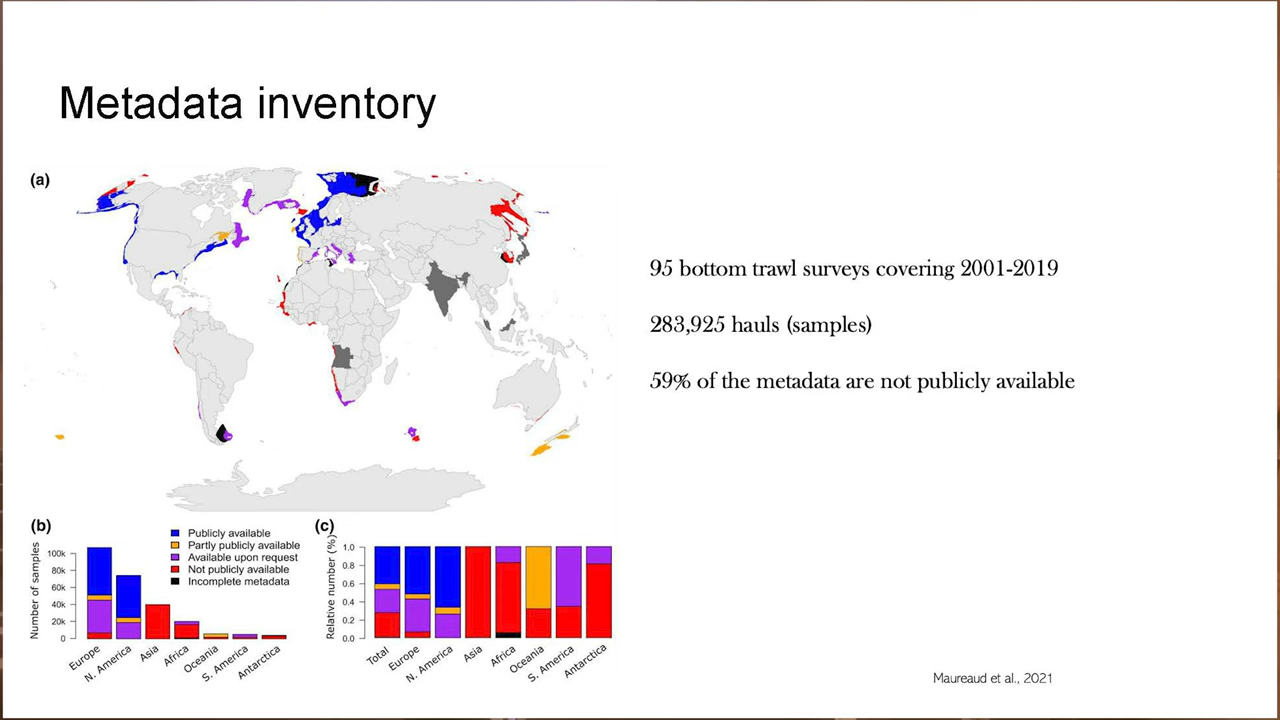 Metadata inventory
(a)
95 bottom trawl surveys covering 2001-2019
283,925 hauls (samples)
59% of the metadata are not publicly available
(b)
Number of samples
100k
80k
60k
40k
20k
0
Europe
N. America
Asia
Africa
Oceania
S. America
Antarctica
Publicly available
Partly publicly available
Available upon request
Not publicly available
Incomplete metadata
(c)
Relative number (%)
1.0
0.8
0.6
0.4
0.2
0.0
Total
Europe
N. America
Asia
Africa
Oceania
S. America
Antarctica
Maureaud et al., 2021